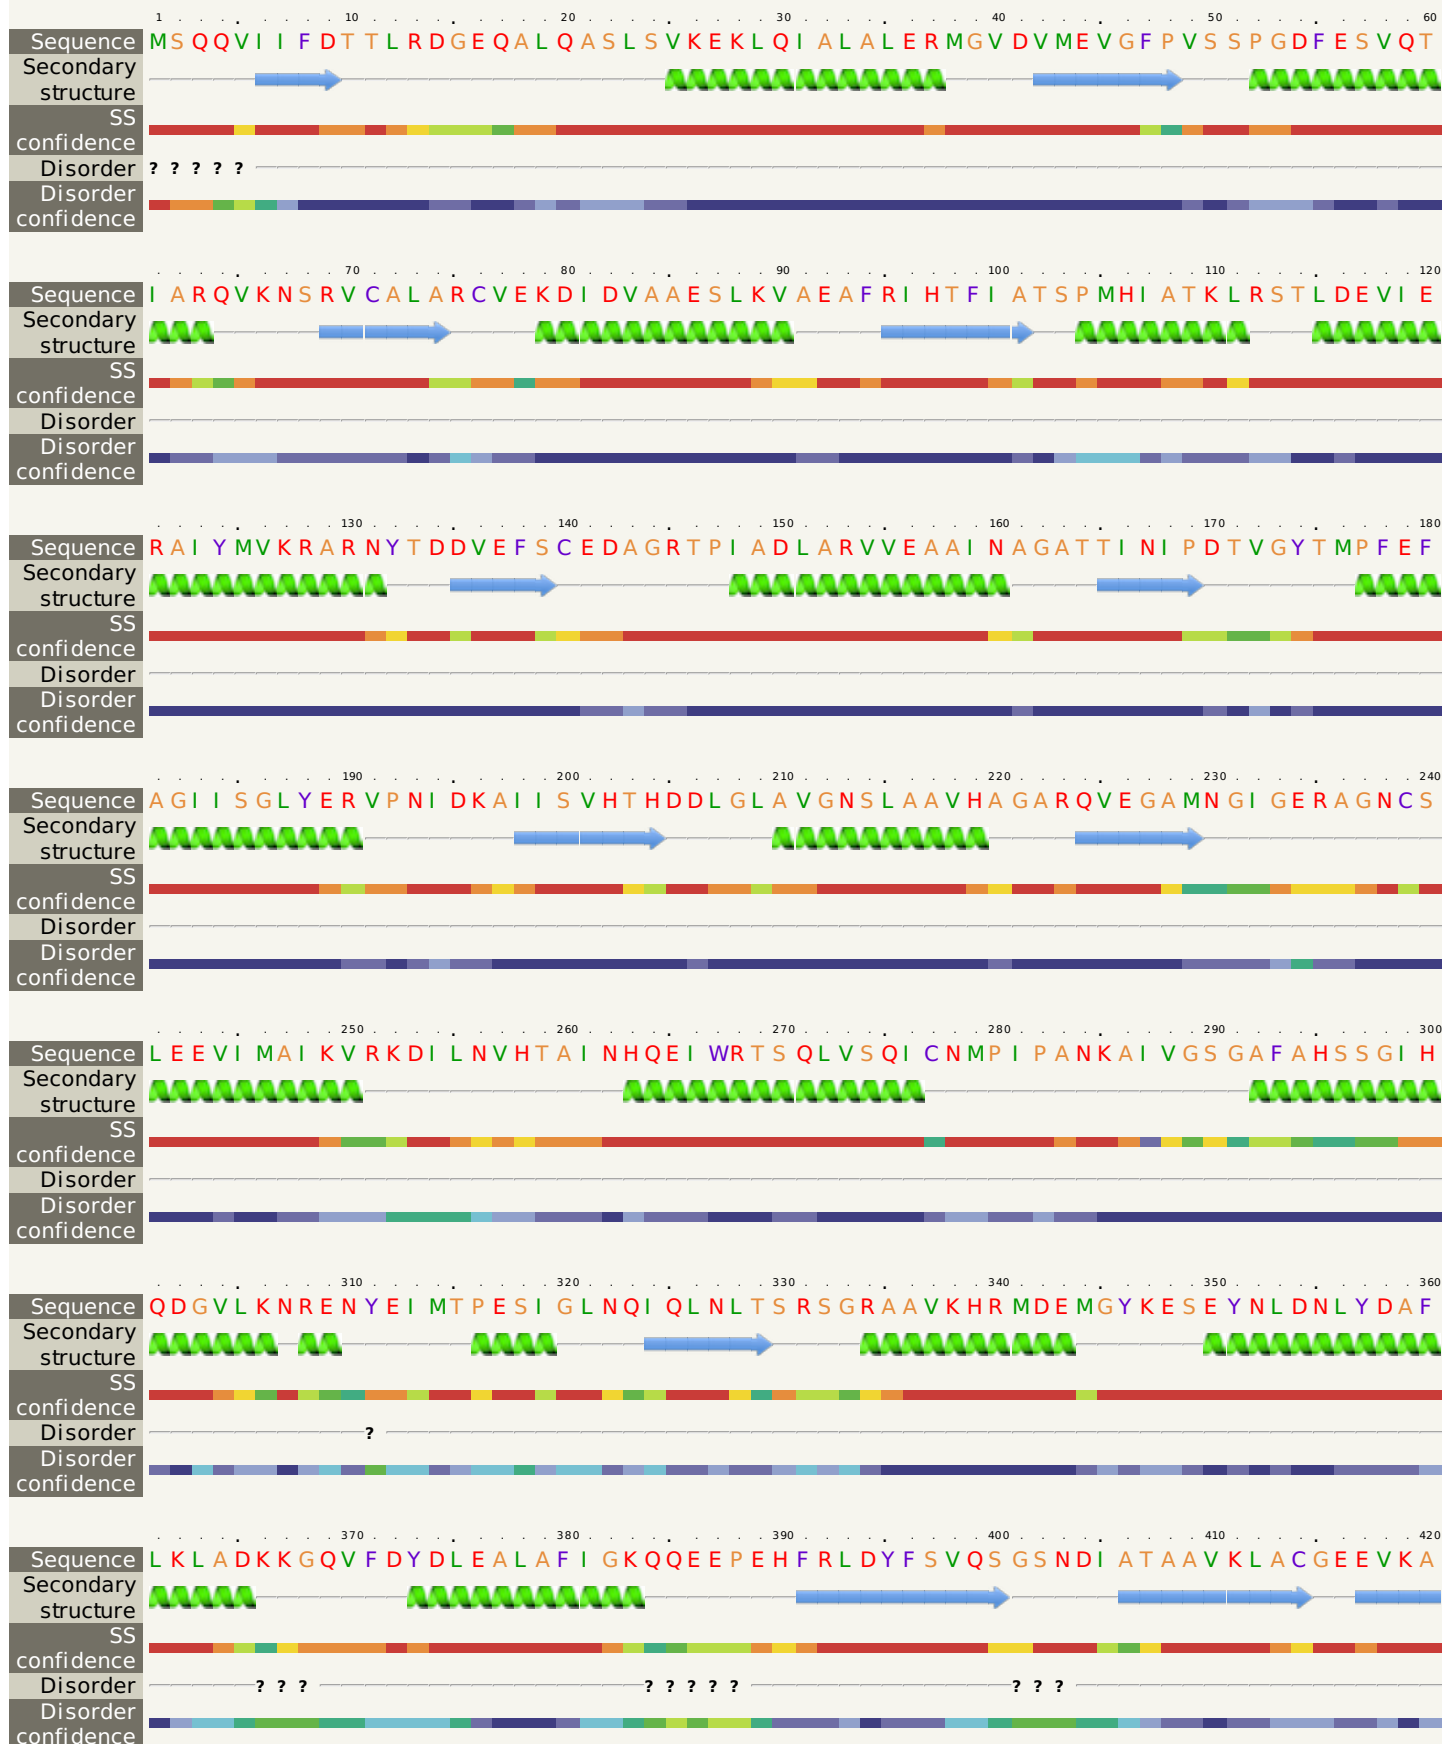 1 . . . . . . . . 10 . . . . . . . . . 20 . . . . . . . . . 30 . . . . . . . . . 40 . . . . . . . . . 50 . . . . . . . . . 60
Sequence MSQQVIIFDTTLRDGEQALQASLSVKEKLQIALALERMGVDVMEVGFPVSSPGDFESVQT
Secondary
structure
SS
confidence
Disorder ? ? ? ? ?
Disorder
confidence
. . . . . . . . . 70 . . . . . . . . . 80 . . . . . . . . . 90 . . . . . . . . . 100 . . . . . . . . . 110 . . . . . . . . . 120
Sequence IARQVKNSRVCALARCVEKDIDVAAESLKVAEAFRIHTFIATSPMHIATKLRSTLDEVIE
Secondary
structure
SS
confidence
Disorder
Disorder
confidence
. . . . . . . . . 130 . . . . . . . . . 140 . . . . . . . . . 150 . . . . . . . . . 160 . . . . . . . . . 170 . . . . . . . . . 180
Sequence RAIYMVKRARNYTDDVEFSCEDAGRTPIADLARVVEAAINAGATTINIPDTVGYTMPFEF
Secondary
structure
SS
confidence
Disorder
Disorder
confidence
. . . . . . . . . 190 . . . . . . . . . 200 . . . . . . . . . 210 . . . . . . . . . 220 . . . . . . . . . 230 . . . . . . . . . 240
Sequence AGIISGLYERVPNIDKAIISVHTHDDLGLAVGNSLAAVHAGARQVEGAMNGIGERAGNCS
Secondary
structure
SS
confidence
Disorder
Disorder
confidence
. . . . . . . . . 250 . . . . . . . . . 260 . . . . . . . . . 270 . . . . . . . . . 280 . . . . . . . . . 290 . . . . . . . . . 300
Sequence LEEVIMAIKVRKDILNVHTAINHQEIWRTSQLVSQICNMPIPANKAIVGSGAFAHSSGIH
Secondary
structure
SS
confidence
Disorder
Disorder
confidence
. . . . . . . . . 310 . . . . . . . . . 320 . . . . . . . . . 330 . . . . . . . . . 340 . . . . . . . . . 350 . . . . . . . . . 360
Sequence QDGVLKNRENYEIMTPESIGLNQIQLNLTSRSGRAAVKHRMDEMGYKESEYNLDNLYDAF
Secondary
structure
SS
confidence
Disorder ?
Disorder
confidence
. . . . . . . . . 370 . . . . . . . . . 380 . . . . . . . . . 390 . . . . . . . . . 400 . . . . . . . . . 410 . . . . . . . . . 420
Sequence LKLADKKGQVFDYDLEALAFIGKQQEEPEHFRLDYFSVQSGSNDIATAAVKLACGEEVKA
Secondary
structure
SS
confidence
Disorder ? ? ? ? ? ? ? ? ? ? ?
Disorder
confidence